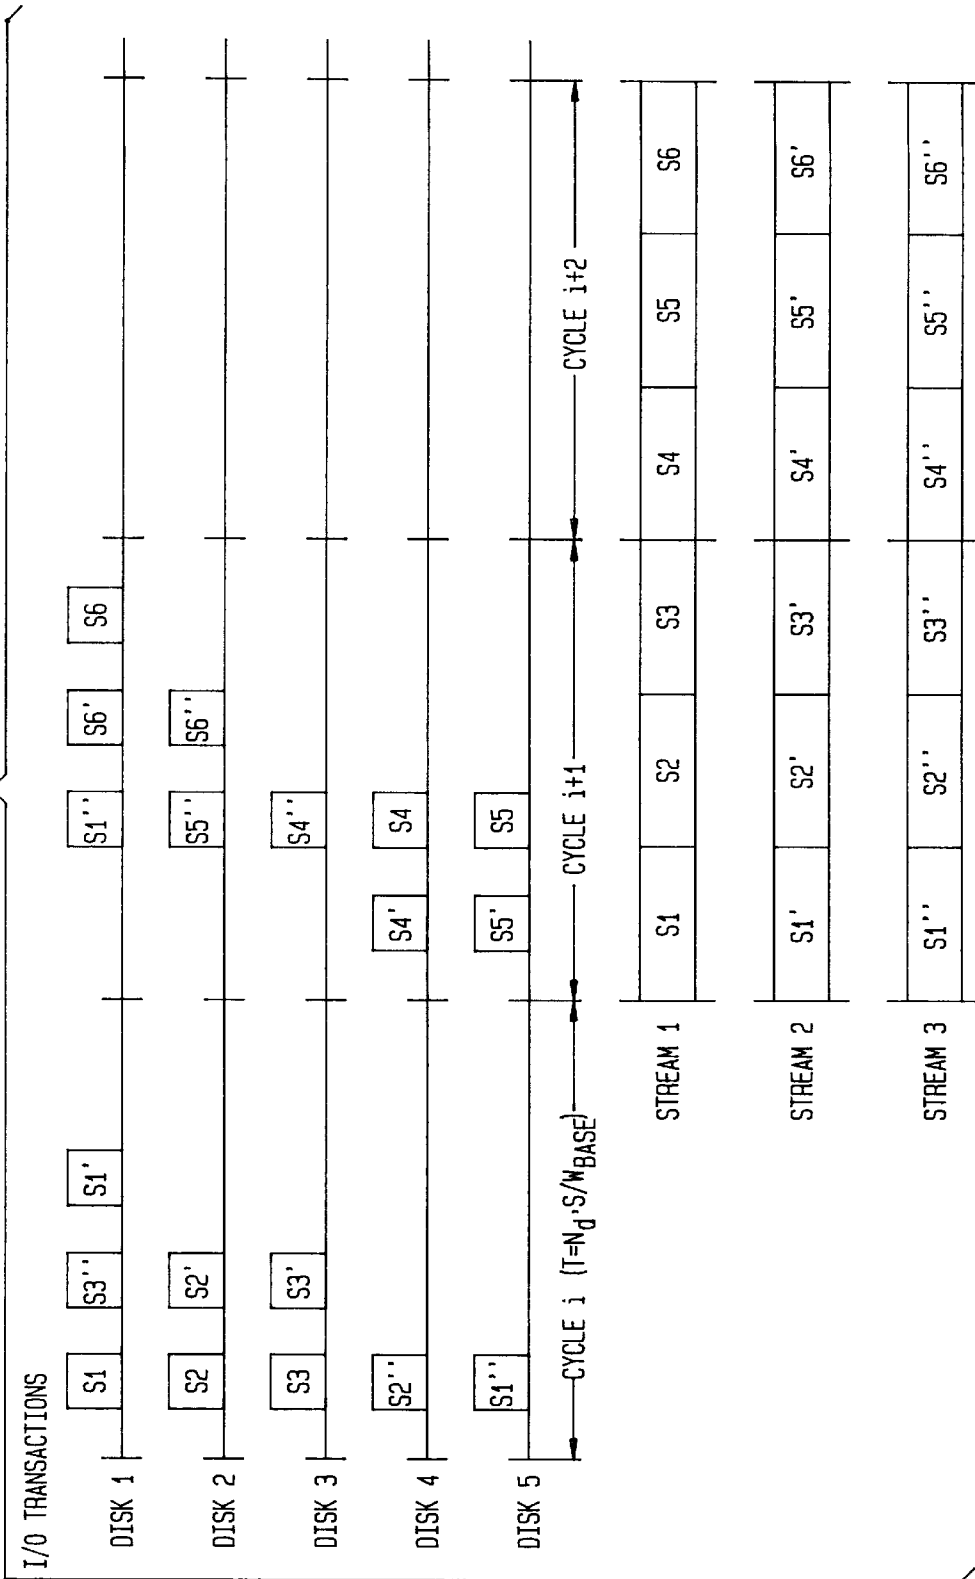 I/O TRANSACTIONS
DISK 1
S1
S3''
S1'
S1'''
S6'
S6
DISK 2
S2
S2'
S5''
S6''
DISK 3
S3
S3'
S4''
DISK 4
S2''
S4'
S4
DISK 5
S1''
S5'
S5
CYCLE i (T=Nd·S/WBASE)
CYCLE i+1
CYCLE i+2
STREAM 1
S1
S2
S3
S4
S5
S6
STREAM 2
S1'
S2'
S3'
S4'
S5'
S6'
STREAM 3
S1''
S2''
S3''
S4''
S5''
S6''